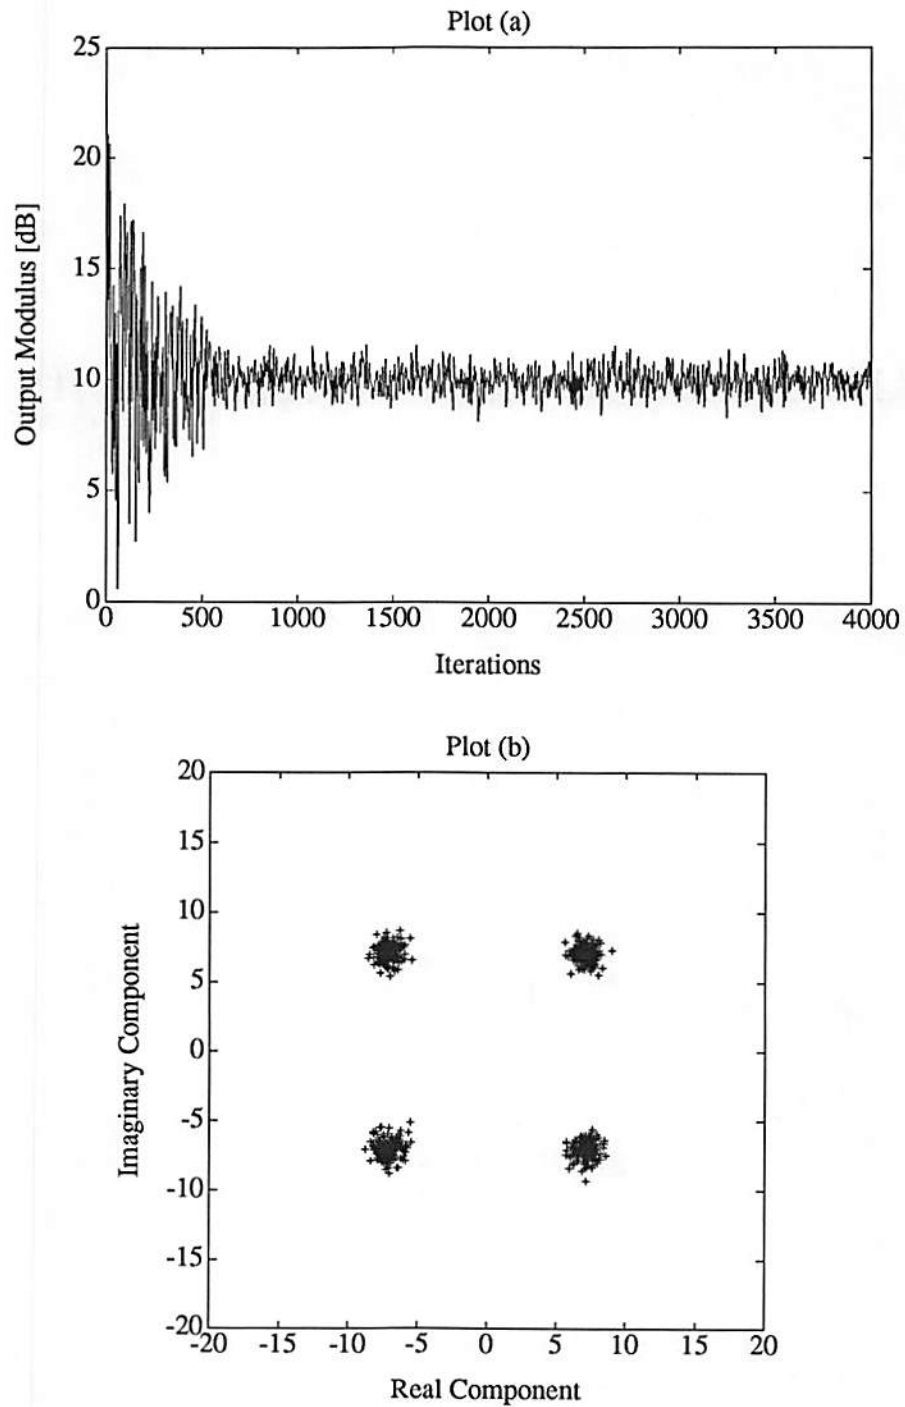 Plot (a)
25
20
15
10
5
0
Output Modulus [dB]
0 500 1000 1500 2000 2500 3000 3500 4000
Iterations
Plot (b)
20
15
10
5
0
-5
-10
-15
-20
Imaginary Component
-20 -15 -10 -5 0 5 10 15 20
Real Component